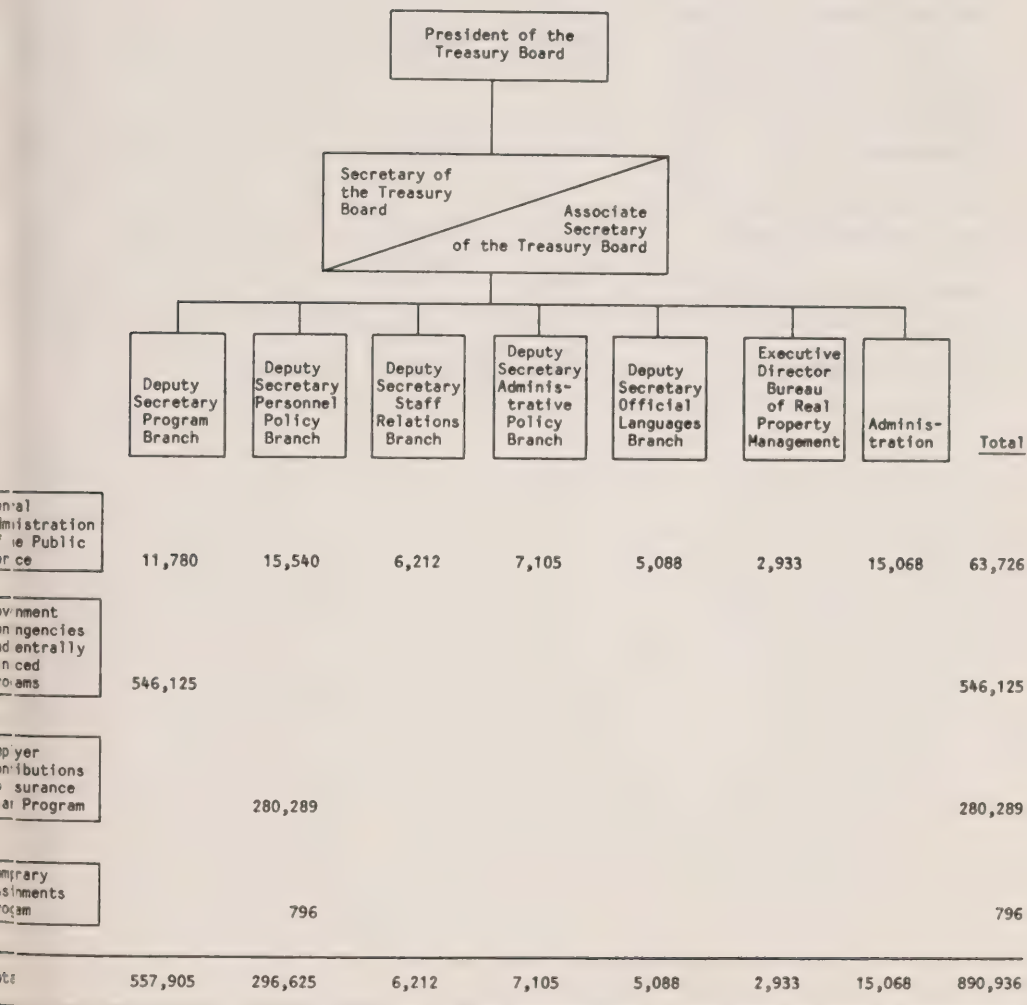 President of the
Treasury Board
Secretary of
the Treasury
Board
Associate
Secretary
of the Treasury Board
Deputy
Secretary
Program
Branch
Deputy
Secretary
Personnel
Policy
Branch
Deputy
Secretary
Staff
Relations
Branch
Deputy
Secretary
Adminis-
trative
Policy
Branch
Deputy
Secretary
Official
Languages
Branch
Executive
Director
Bureau
of Real
Property
Management
Adminis-
tration
Total
Public
11,780 15,540 6,212 7,105 5,088 2,933 15,068 63,726
546,125 546,125
Program
280,289 280,289
796 796
557,905 296,625 6,212 7,105 5,088 2,933 15,068 890,936